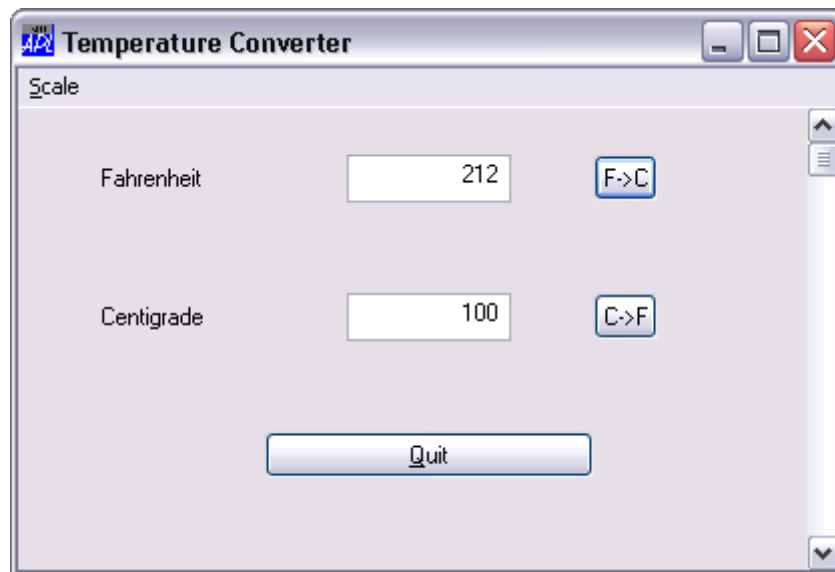 Temperature Converter
Scale
Fahrenheit 212 F->C
Centigrade 100 C->F
Quit